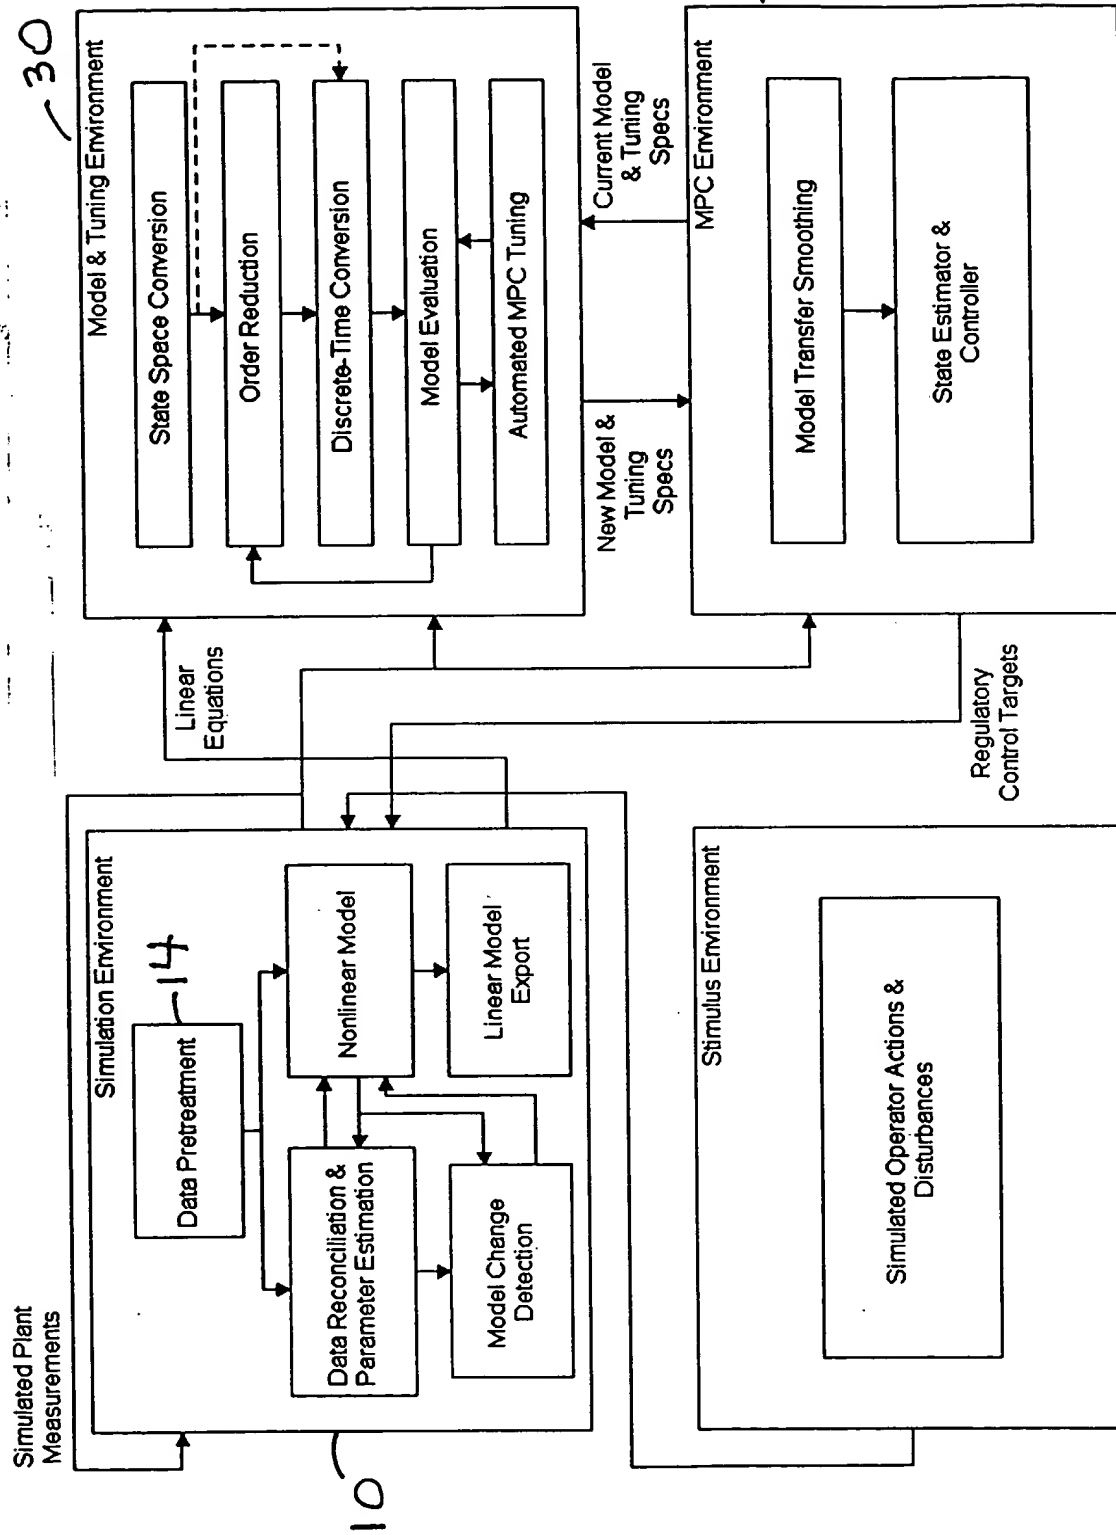 Simulated Plant
Measurements
10
Simulation Environment
Data Pretreatment
14
Data Reconciliation &
Parameter Estimation
Nonlinear Model
Model Change
Detection
Linear Model
Export
Linear
Equations
30
Model & Tuning Environment
State Space Conversion
Order Reduction
Discrete-Time Conversion
Model Evaluation
Automated MPC Tuning
New Model &
Tuning
Specs
Current Model
& Tuning
Specs
Stimulus Environment
Simulated Operator Actions &
Disturbances
Regulatory
Control Targets
MPC Environment
Model Transfer Smoothing
State Estimator &
Controller